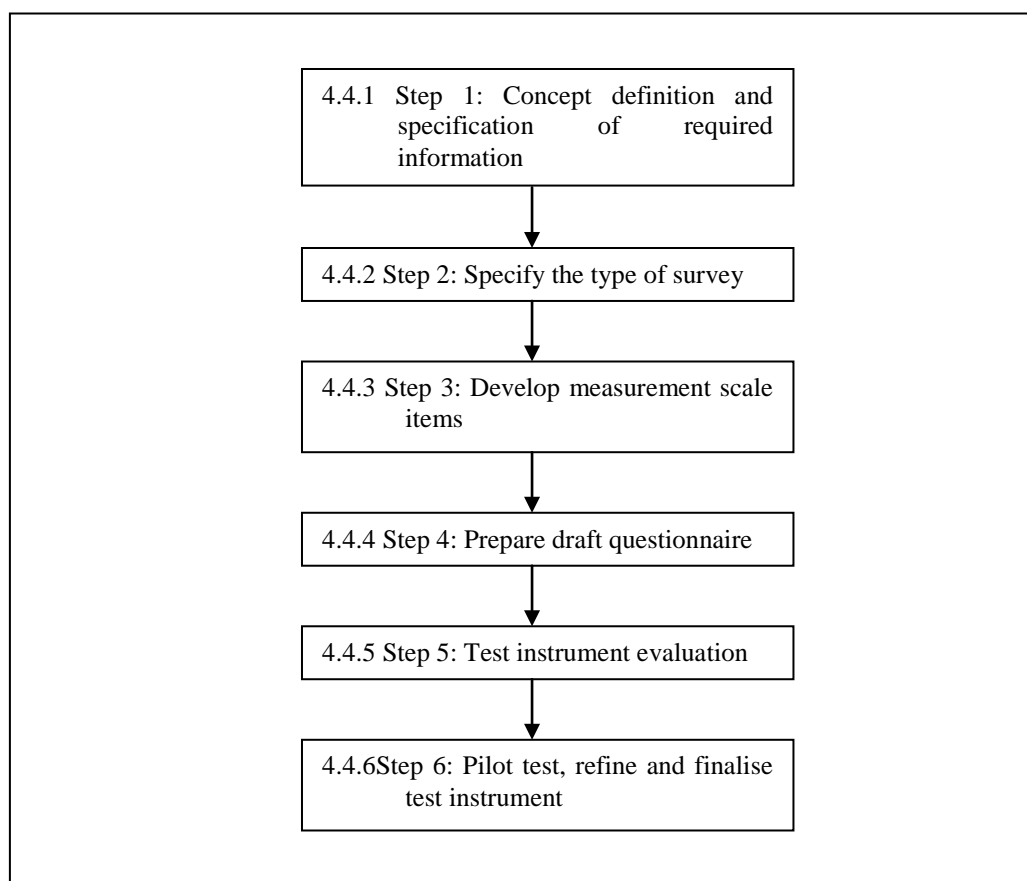 4.4.1 Step 1: Concept definition and
specification of required
information
4.4.2 Step 2: Specify the type of survey
4.4.3 Step 3: Develop measurement scale
items
4.4.4 Step 4: Prepare draft questionnaire
4.4.5 Step 5: Test instrument evaluation
4.4.6Step 6: Pilot test, refine and finalise
test instrument